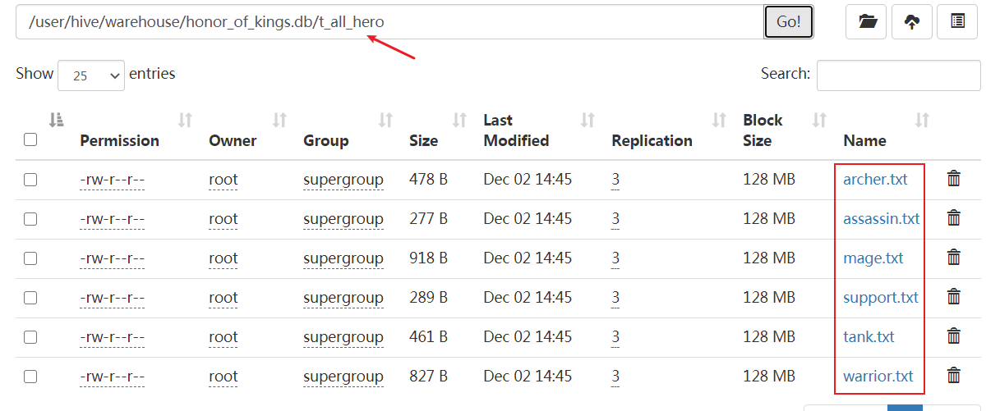 /user/hive/warehouse/honor_of_kings.db/t_all_hero Go!
Show 25 entries Search:
Permission Owner Group Size Last Modified Replication Block Size Name
-rw-r--r-- root supergroup 478 B Dec 02 14:45 3 128 MB archer.txt
-rw-r--r-- root supergroup 277 B Dec 02 14:45 3 128 MB assassin.txt
-rw-r--r-- root supergroup 918 B Dec 02 14:45 3 128 MB mage.txt
-rw-r--r-- root supergroup 289 B Dec 02 14:45 3 128 MB support.txt
-rw-r--r-- root supergroup 461 B Dec 02 14:45 3 128 MB tank.txt
-rw-r--r-- root supergroup 827 B Dec 02 14:45 3 128 MB warrior.txt